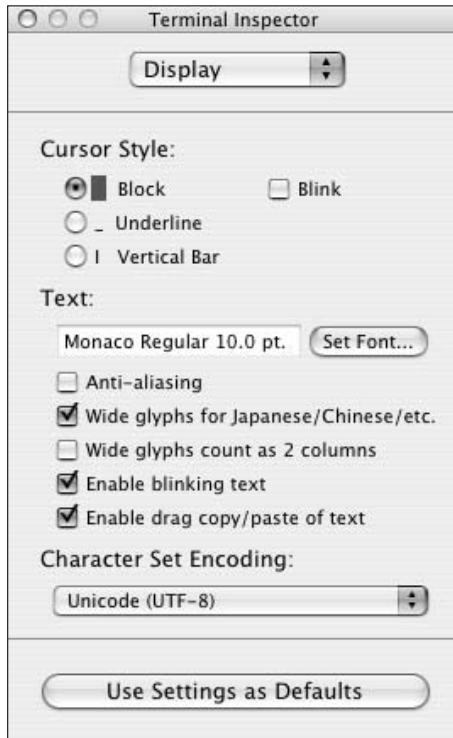 Terminal Inspector
Display
Cursor Style:
Block Blink
_ Underline
| Vertical Bar
Text:
Monaco Regular 10.0 pt. Set Font...
Anti-aliasing
Wide glyphs for Japanese/Chinese/etc.
Wide glyphs count as 2 columns
Enable blinking text
Enable drag copy/paste of text
Character Set Encoding:
Unicode (UTF-8)
Use Settings as Defaults